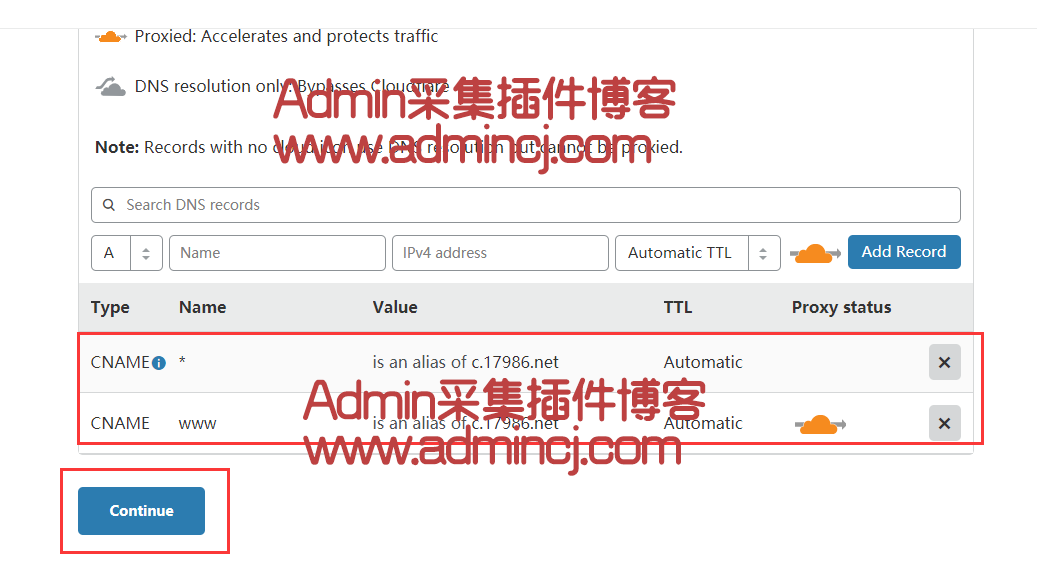 Proxied: Accelerates and protects traffic
DNS resolution only: Bypasses Cloudflare
Admin采集插件博客
www.admincj.com
Note: Records with no cloud icon use DNS resolution but cannot be proxied.
Search DNS records
A Name IPv4 address Automatic TTL Add Record
Type Name Value TTL Proxy status
CNAME * is an alias of c.17986.net Automatic
Admin采集插件博客
CNAME www is an alias of c.17986.net Automatic
www.admincj.com
Continue